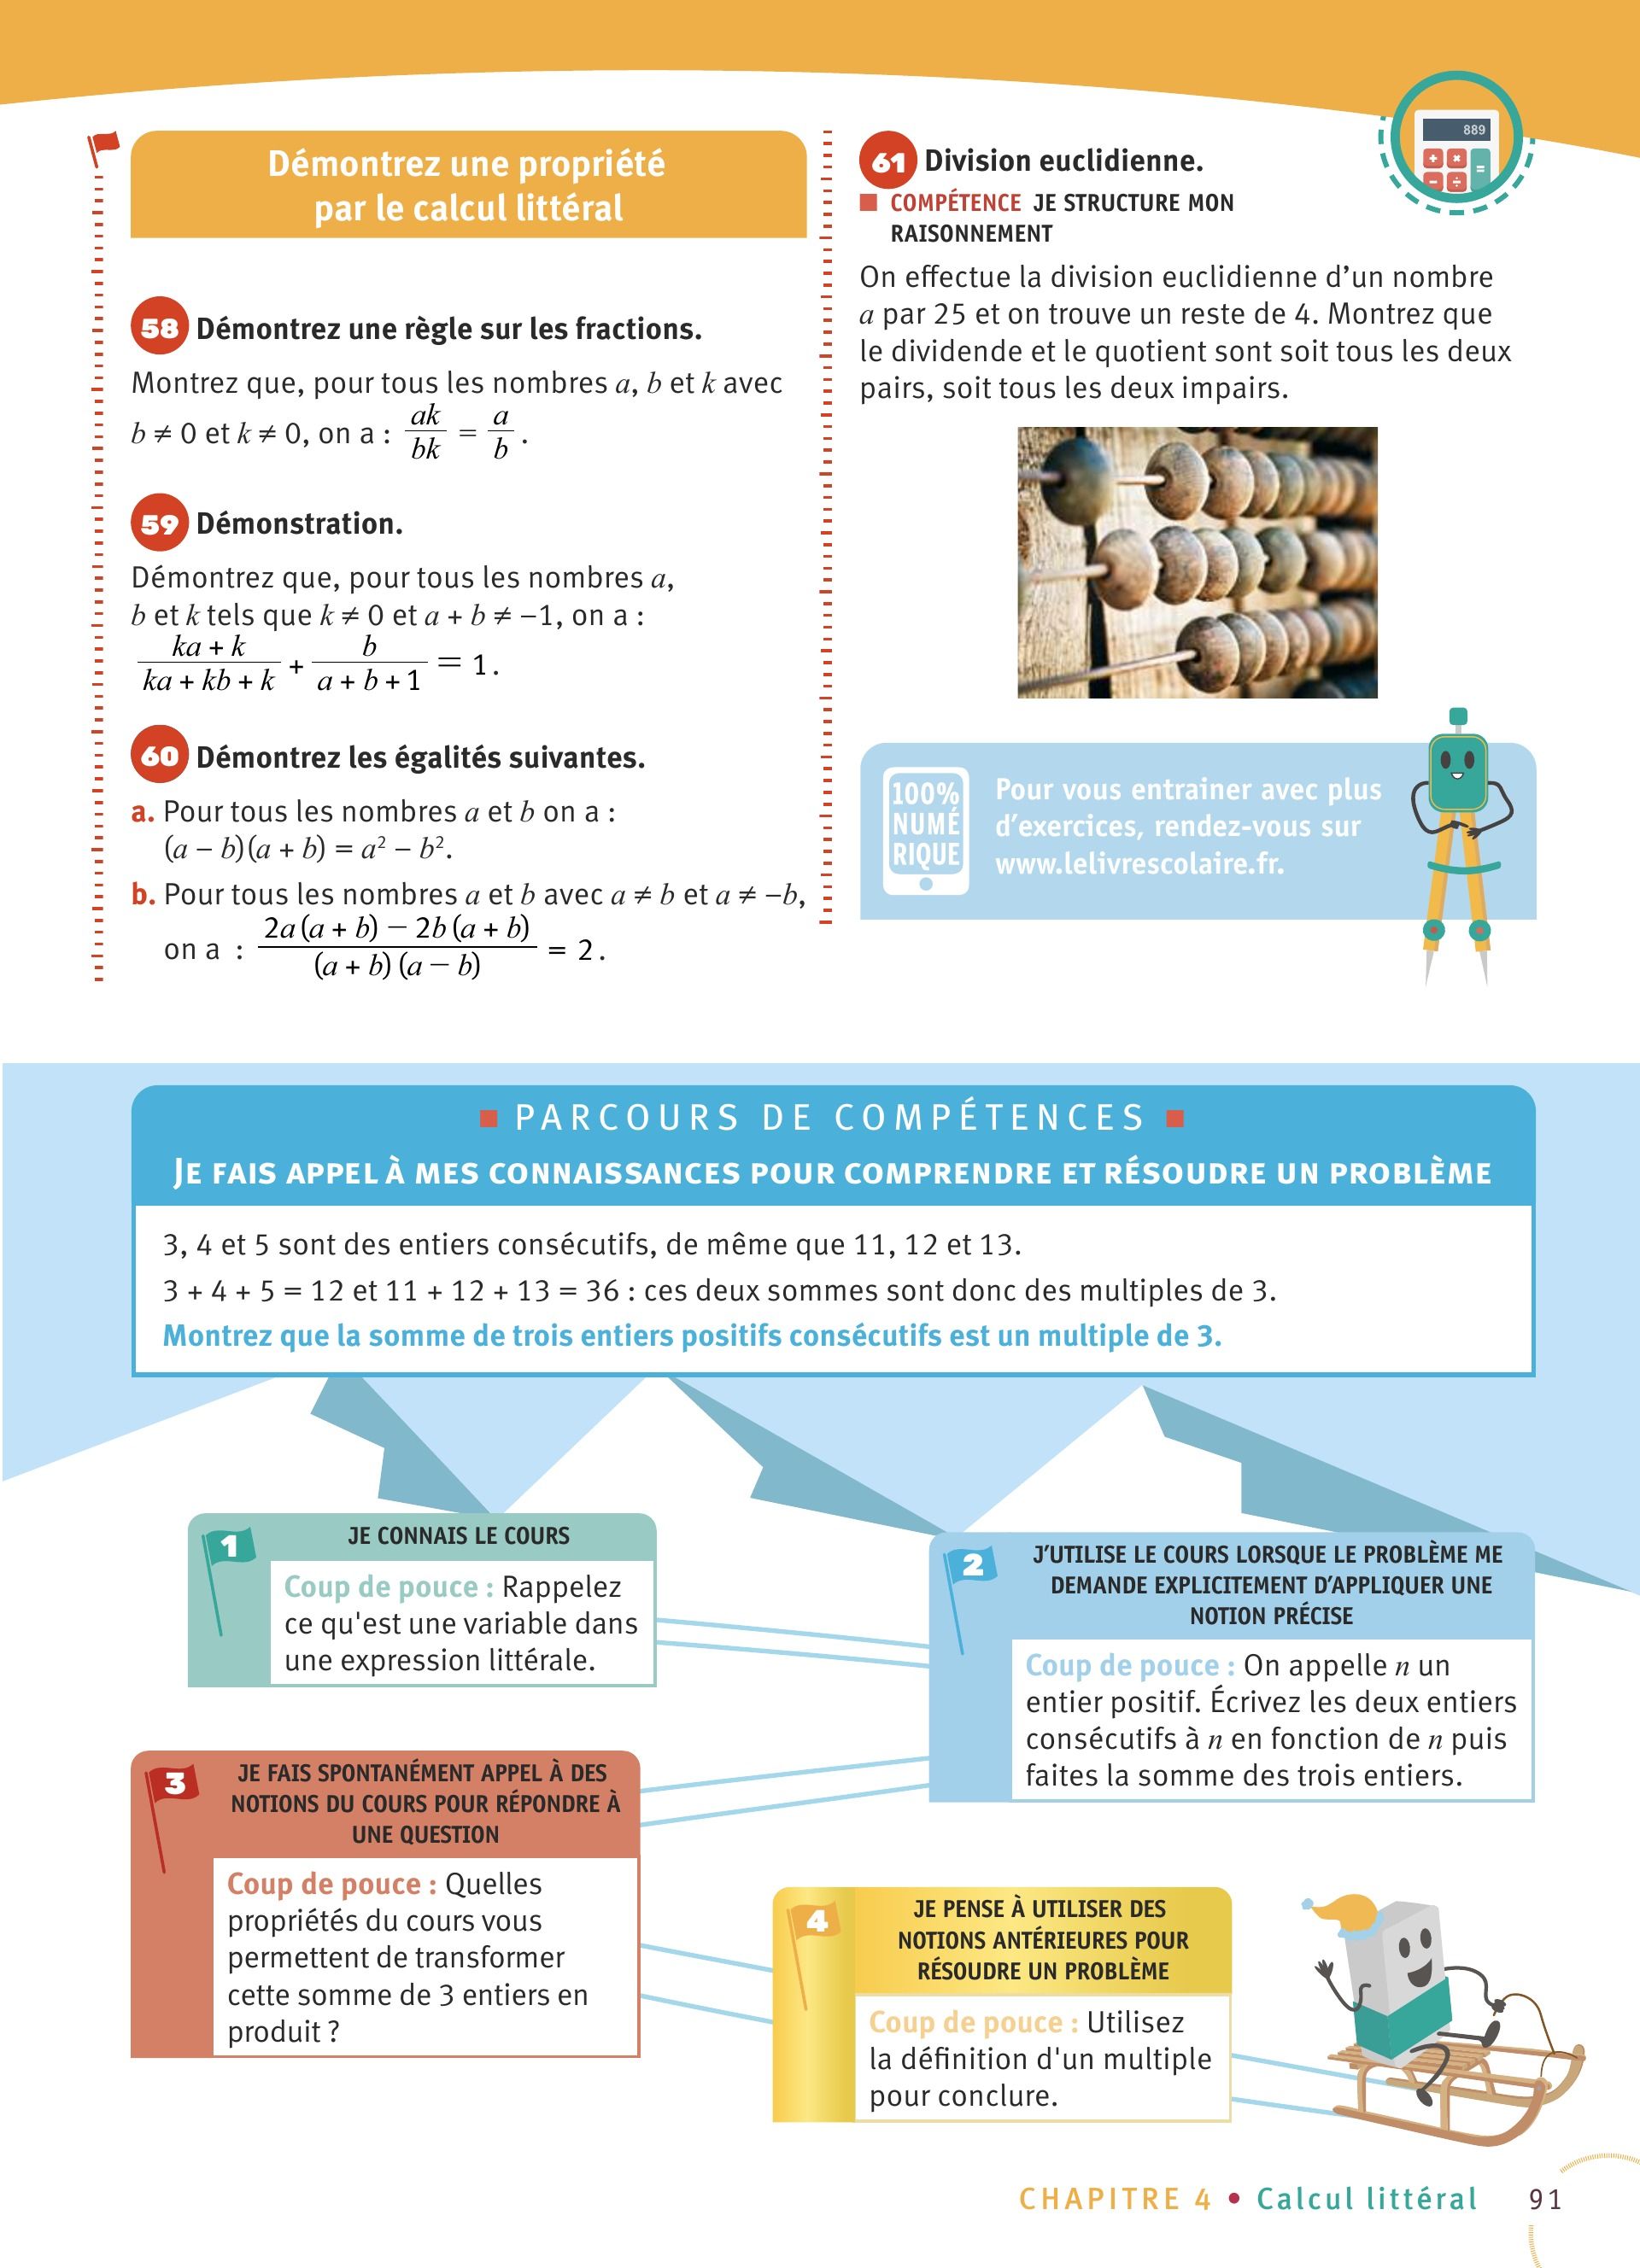 Démontrez une propriété
par le calcul littéral
58 Démontrez une règle sur les fractions.
Montrez que, pour tous les nombres a, b et k avec
b ≠ 0 et k ≠ 0, on a : ak/bk = a/b .
59 Démonstration.
Démontrez que, pour tous les nombres a,
b et k tels que k ≠ 0 et a + b ≠ −1, on a :
(ka + k)/(ka + kb + k) + b/(a + b + 1) = 1.
60 Démontrez les égalités suivantes.
a. Pour tous les nombres a et b on a :
(a − b)(a + b) = a² − b².
b. Pour tous les nombres a et b avec a ≠ b et a ≠ −b,
on a : (2a(a + b) − 2b(a + b))/((a + b)(a − b)) = 2.
889
61 Division euclidienne.
COMPÉTENCE JE STRUCTURE MON
RAISONNEMENT
On effectue la division euclidienne d’un nombre
a par 25 et on trouve un reste de 4. Montrez que
le dividende et le quotient sont soit tous les deux
pairs, soit tous les deux impairs.
100%
NUMÉ
RIQUE
Pour vous entrainer avec plus
d’exercices, rendez-vous sur
www.lelivrescolaire.fr.
PARCOURS DE COMPÉTENCES
JE FAIS APPEL À MES CONNAISSANCES POUR COMPRENDRE ET RÉSOUDRE UN PROBLÈME
3, 4 et 5 sont des entiers consécutifs, de même que 11, 12 et 13.
3 + 4 + 5 = 12 et 11 + 12 + 13 = 36 : ces deux sommes sont donc des multiples de 3.
Montrez que la somme de trois entiers positifs consécutifs est un multiple de 3.
1
JE CONNAIS LE COURS
Coup de pouce : Rappelez
ce qu'est une variable dans
une expression littérale.
2
J’UTILISE LE COURS LORSQUE LE PROBLÈME ME
DEMANDE EXPLICITEMENT D’APPLIQUER UNE
NOTION PRÉCISE
Coup de pouce : On appelle n un
entier positif. Écrivez les deux entiers
consécutifs à n en fonction de n puis
faites la somme des trois entiers.
3
JE FAIS SPONTANÉMENT APPEL À DES
NOTIONS DU COURS POUR RÉPONDRE À
UNE QUESTION
Coup de pouce : Quelles
propriétés du cours vous
permettent de transformer
cette somme de 3 entiers en
produit ?
4
JE PENSE À UTILISER DES
NOTIONS ANTÉRIEURES POUR
RÉSOUDRE UN PROBLÈME
Coup de pouce : Utilisez
la définition d'un multiple
pour conclure.
CHAPITRE 4 • Calcul littéral 91